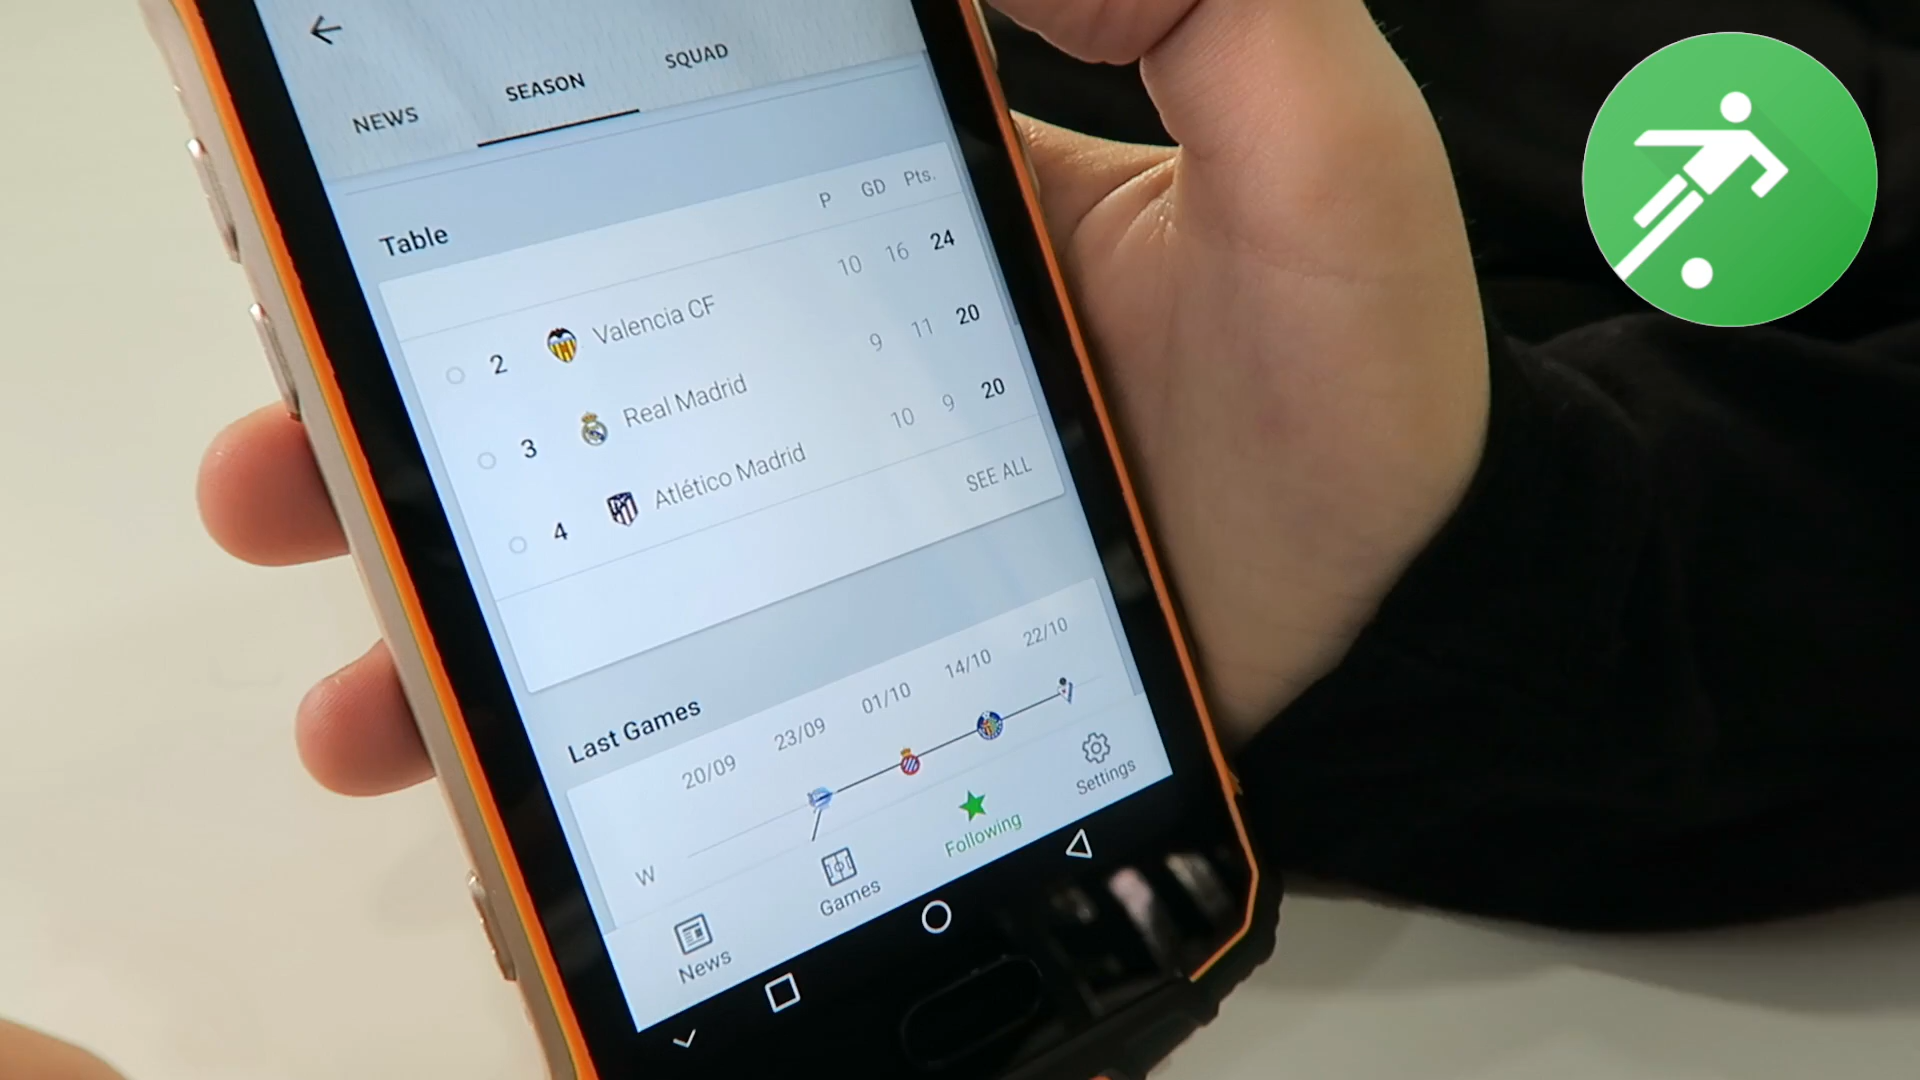 NEWS SEASON SQUAD
Table
P GD Pts.
2 Valencia CF 10 16 24
3 Real Madrid 9 11 20
4 Atlético Madrid 10 9 20
SEE ALL
Last Games
20/09 23/09 01/10 14/10 22/10
W
News Games Following Settings